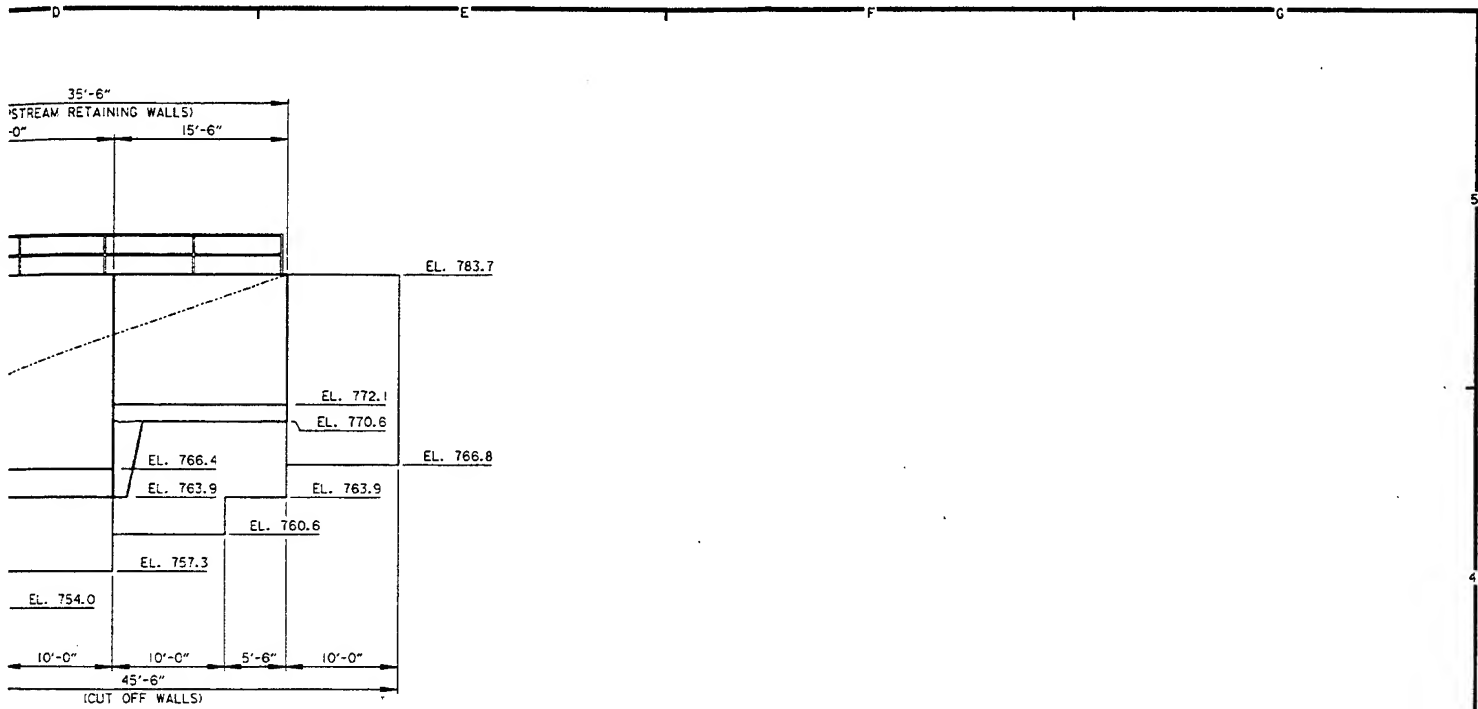 D E F G
35'-6"
STREAM RETAINING WALLS)
-0" 15'-6"
5
EL. 783.7
EL. 772.1
EL. 770.6
EL. 766.4 EL. 766.8
EL. 763.9 EL. 763.9
EL. 760.6
EL. 757.3
4
EL. 754.0
10'-0" 10'-0" 5'-6" 10'-0"
45'-6"
(CUT OFF WALLS)